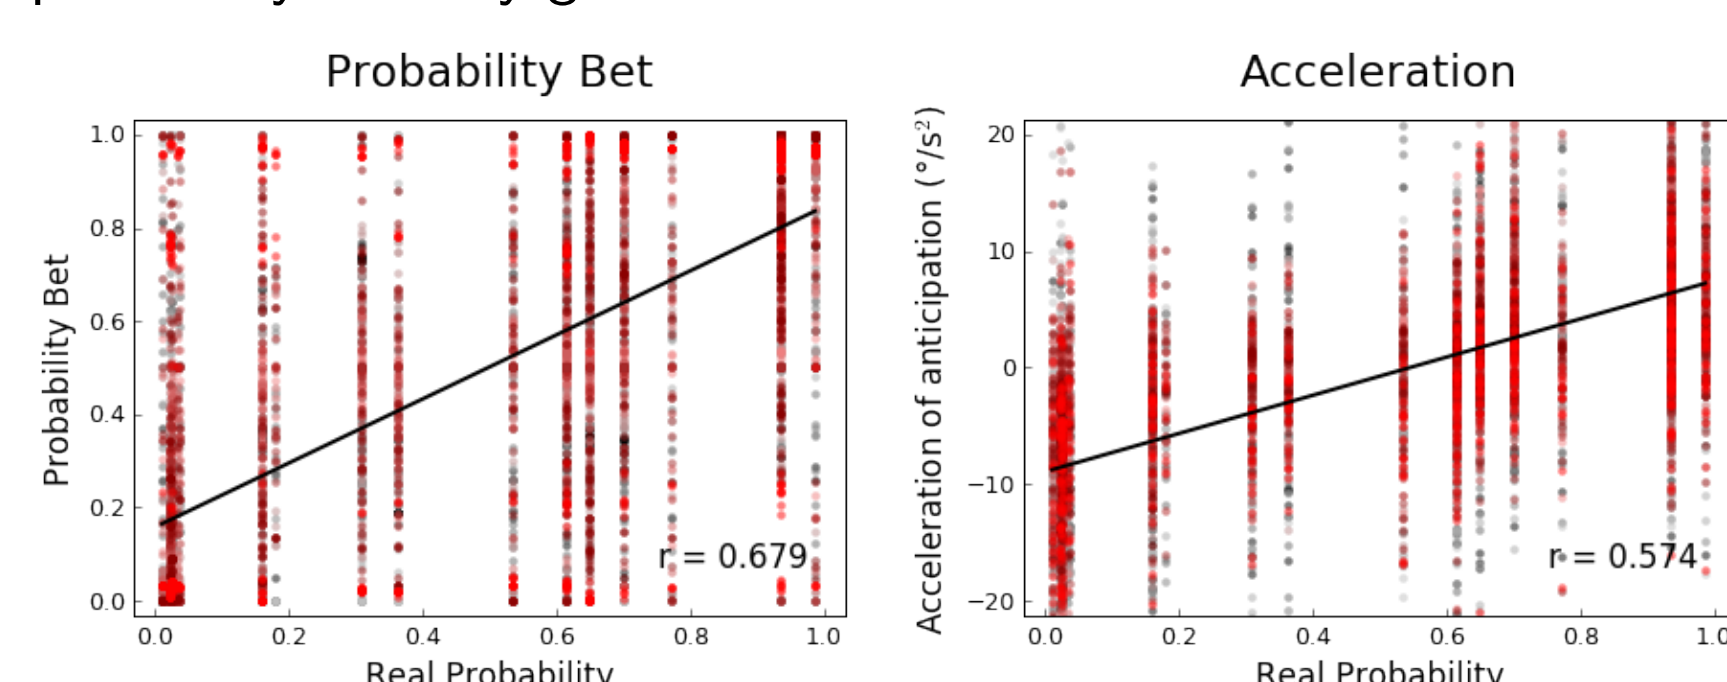 Probability Bet
Probability Bet
1.0
0.8
0.6
0.4
0.2
0.0
r = 0.679
0.0 0.2 0.4 0.6 0.8 1.0
Real Probability
Acceleration
Acceleration of anticipation (°/s²)
20
10
0
−10
−20
r = 0.574
0.0 0.2 0.4 0.6 0.8 1.0
Real Probability